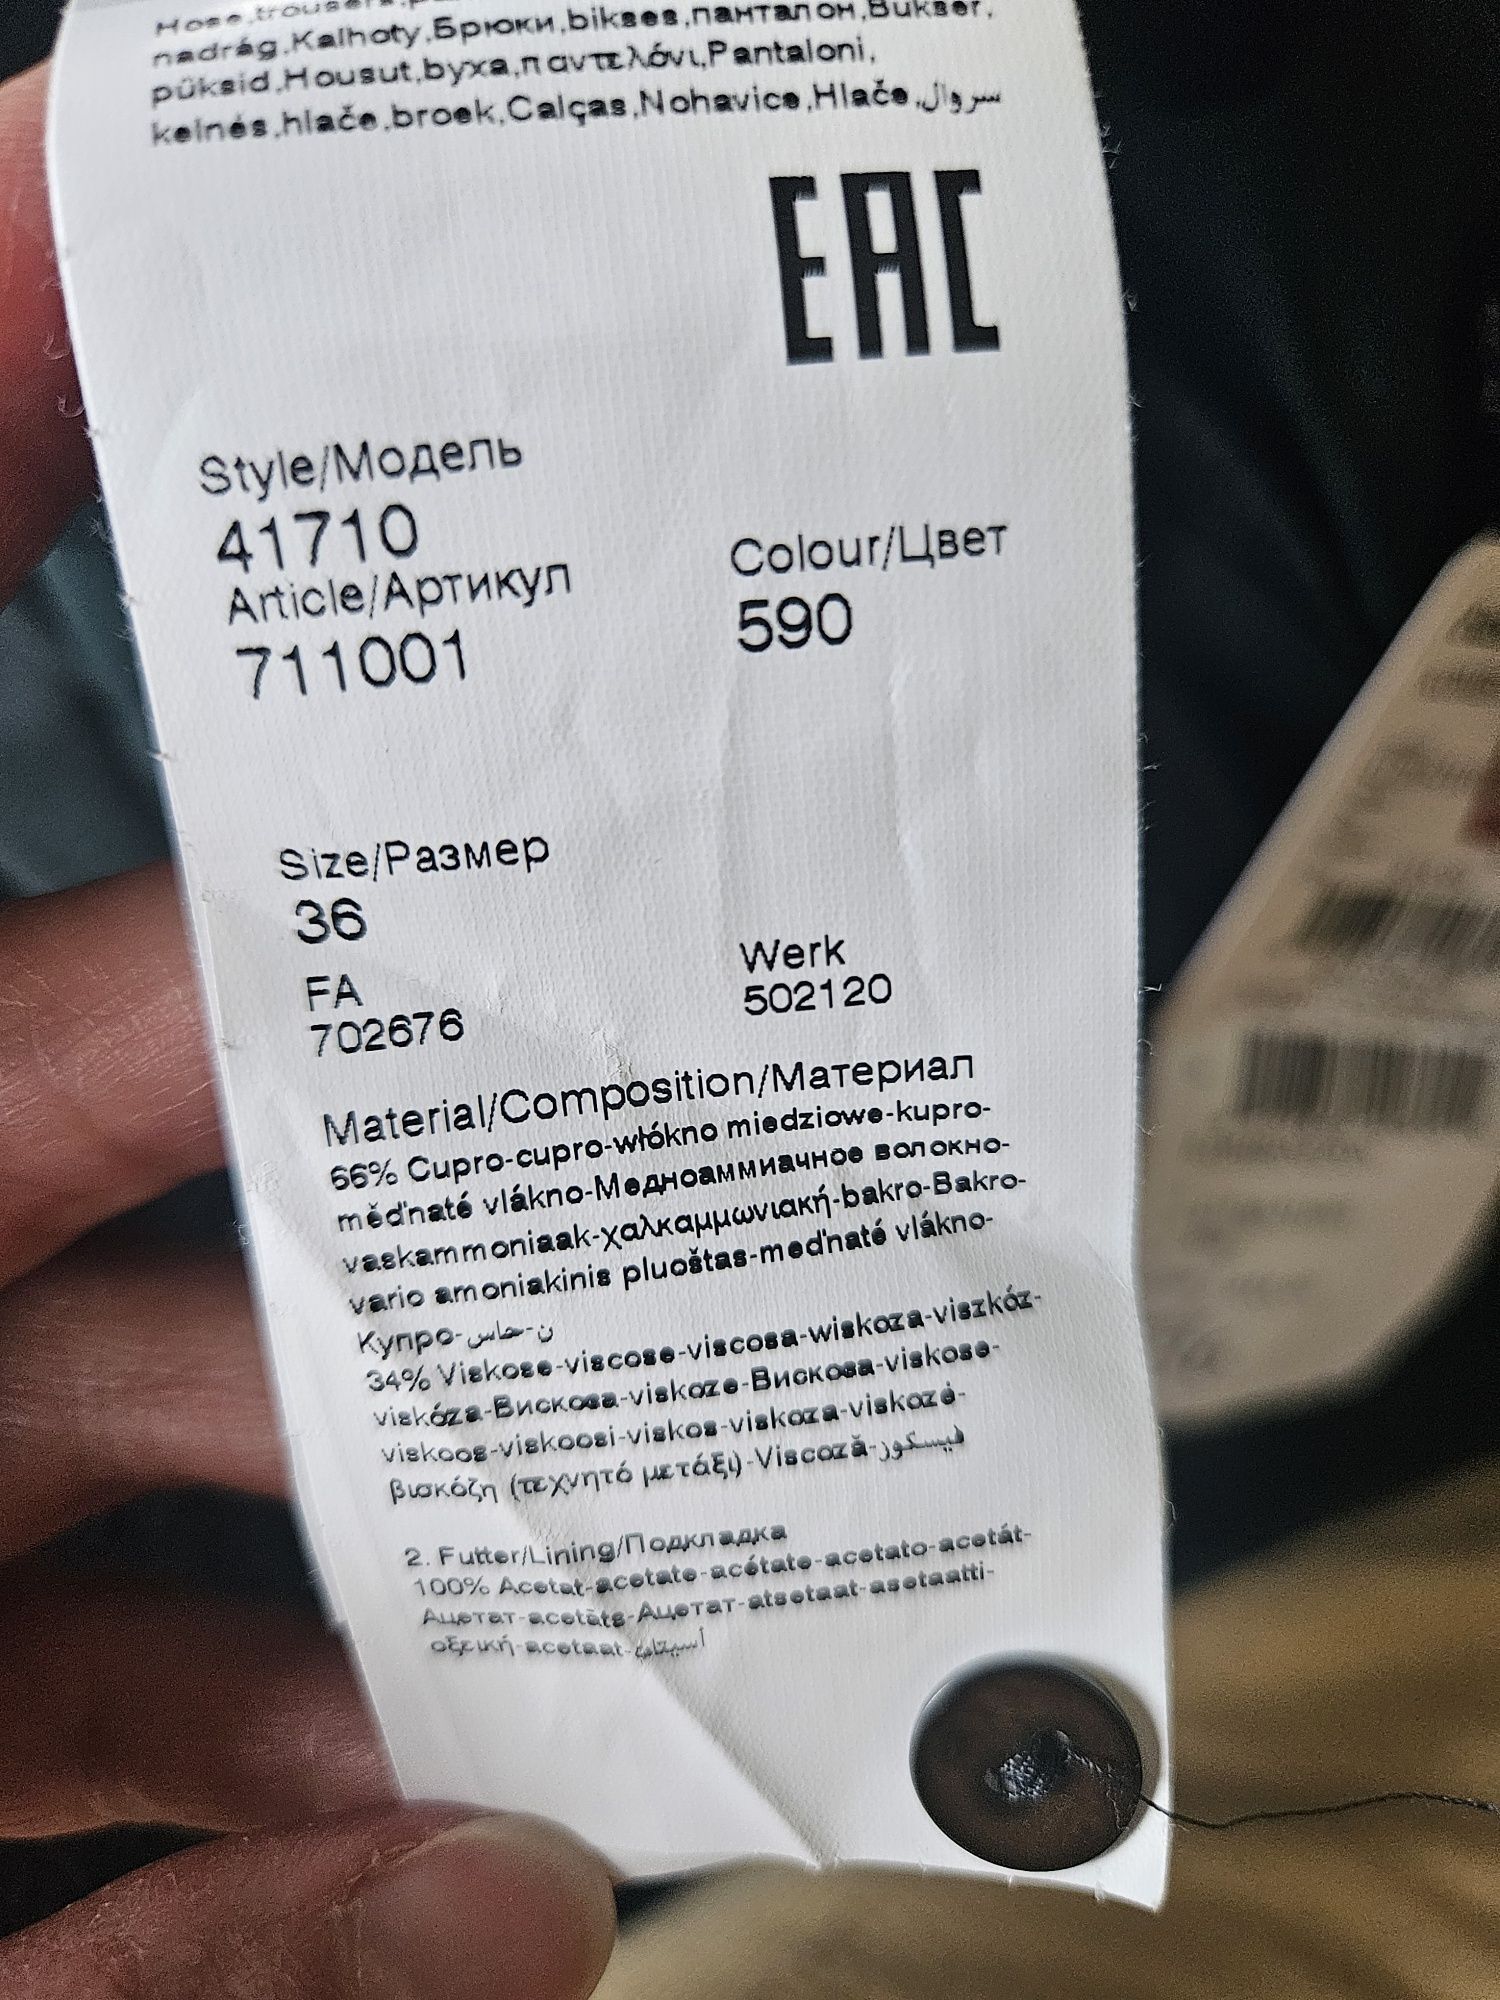 Hose,trousers,
nadrág,Kalhoty,Брюки,bikses,панталон,Bukser,
püksid,Housut,byxa,παντελόνι,Pantaloni,
kelnés,hlače,broek,Calças,Nohavice,Hlače,سروال
EAC
Style/Модель
41710
Article/Артикул
711001
Colour/Цвет
590
Size/Размер
36
FA
702676
Werk
502120
Material/Composition/Материал
66% Cupro-cupro-włókno miedziowe-kupro-
měďnaté vlákno-Медноаммиачное волокно-
vaskammoniaak-χαλκαμμωνιακή-bakro-Bakro-
vario amoniakinis pluoštas-meďnaté vlákno-
Купро-ن-حاس
34% Viskose-viscose-viscosa-wiskoza-viszkóz-
viskóza-Вискоза-viskoze-Вискоза-viskose-
viskoos-viskoosi-viskos-viskoza-viskozė-
βισκόζη (τεχνητό μετάξι)-Viscoză-فيسكوز
2. Futter/Lining/Подкладка
100% Acetat-acetate-acétate-acetato-acetát-
Ацетат-acetāts-Ацетат-atsetaat-asetaatti-
οξεική-acetaat-أسيتات